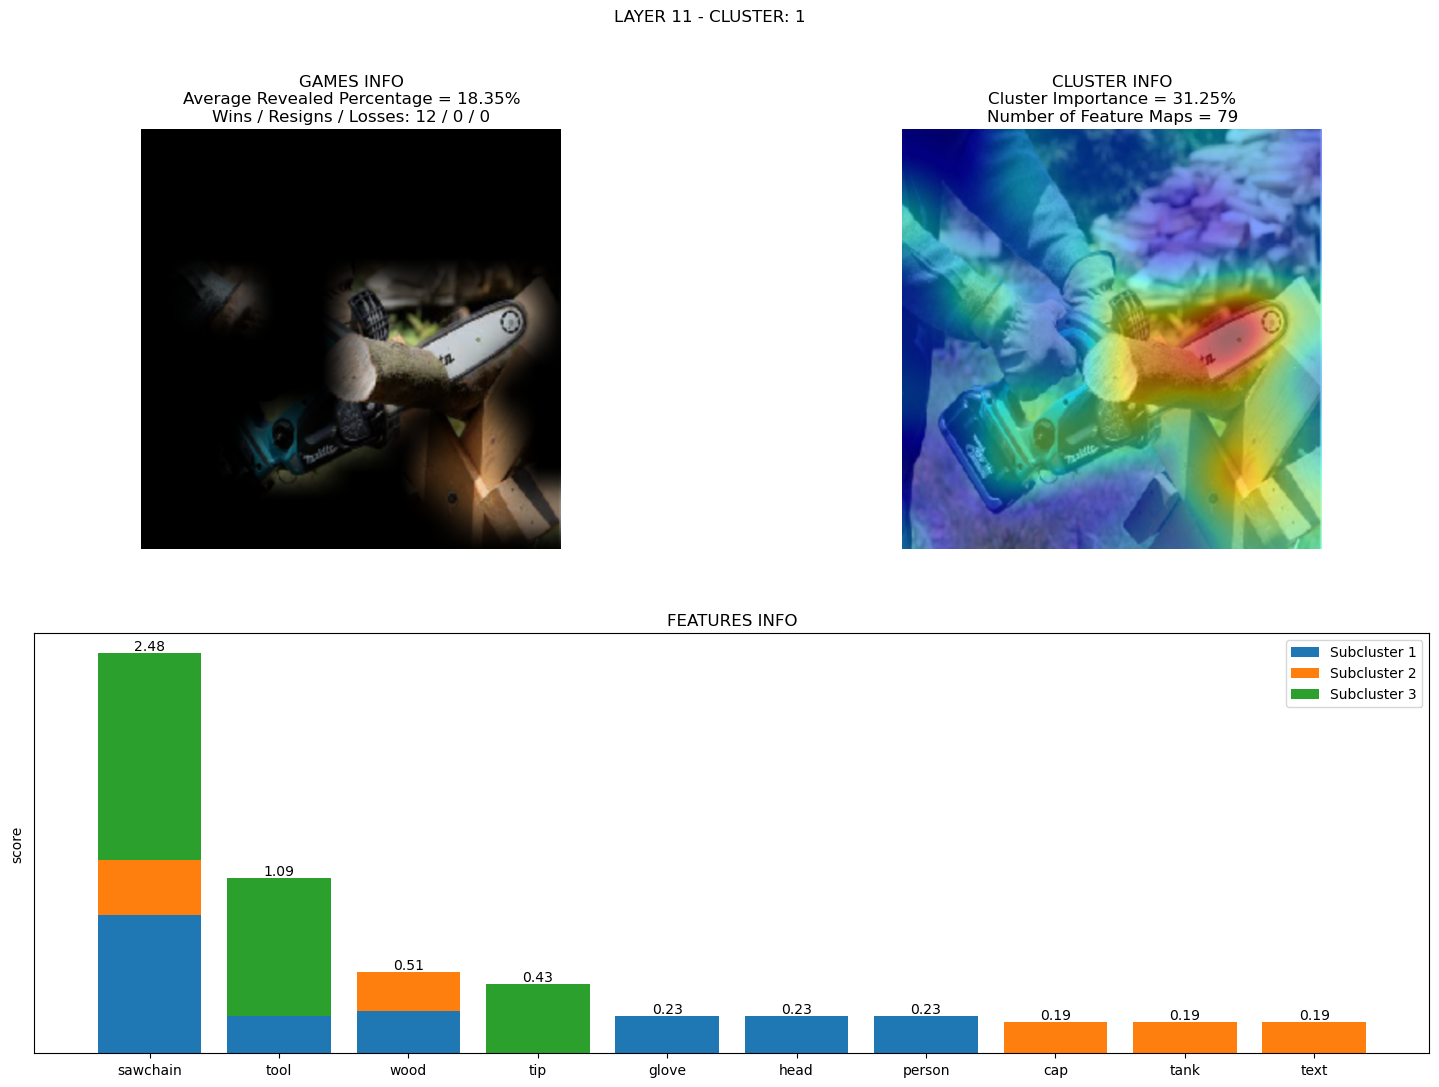 LAYER 11 - CLUSTER: 1
GAMES INFO
Average Revealed Percentage = 18.35%
Wins / Resigns / Losses: 12 / 0 / 0
CLUSTER INFO
Cluster Importance = 31.25%
Number of Feature Maps = 79
FEATURES INFO
score
2.48
1.09
0.51
0.43
0.23
0.23
0.23
0.19
0.19
0.19
Subcluster 1
Subcluster 2
Subcluster 3
sawchain
tool
wood
tip
glove
head
person
cap
tank
text